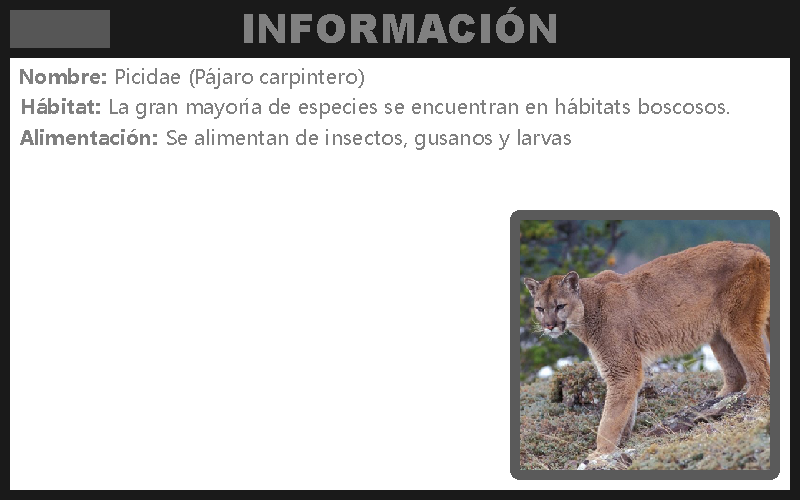 INFORMACIÓN
Nombre: Picidae (Pájaro carpintero)
Hábitat: La gran mayoría de especies se encuentran en hábitats boscosos.
Alimentación: Se alimentan de insectos, gusanos y larvas